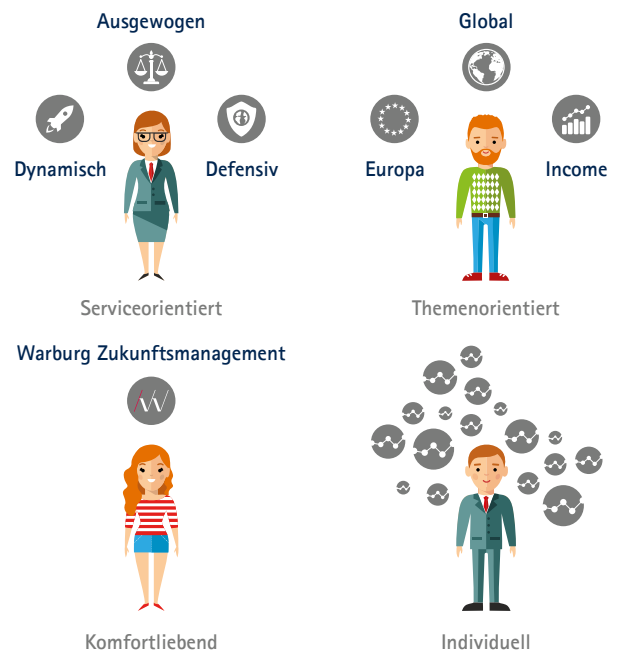 Ausgewogen
Global
Dynamisch
Defensiv
Europa
Income
Serviceorientiert
Themenorientiert
Warburg Zukunftsmanagement
Komfortliebend
Individuell